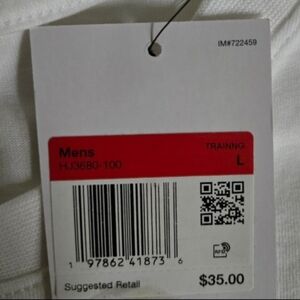 IM#722459
Mens TRAINING
HJ3680-100 L
1 97862 41873 6
Suggested Retail $35.00